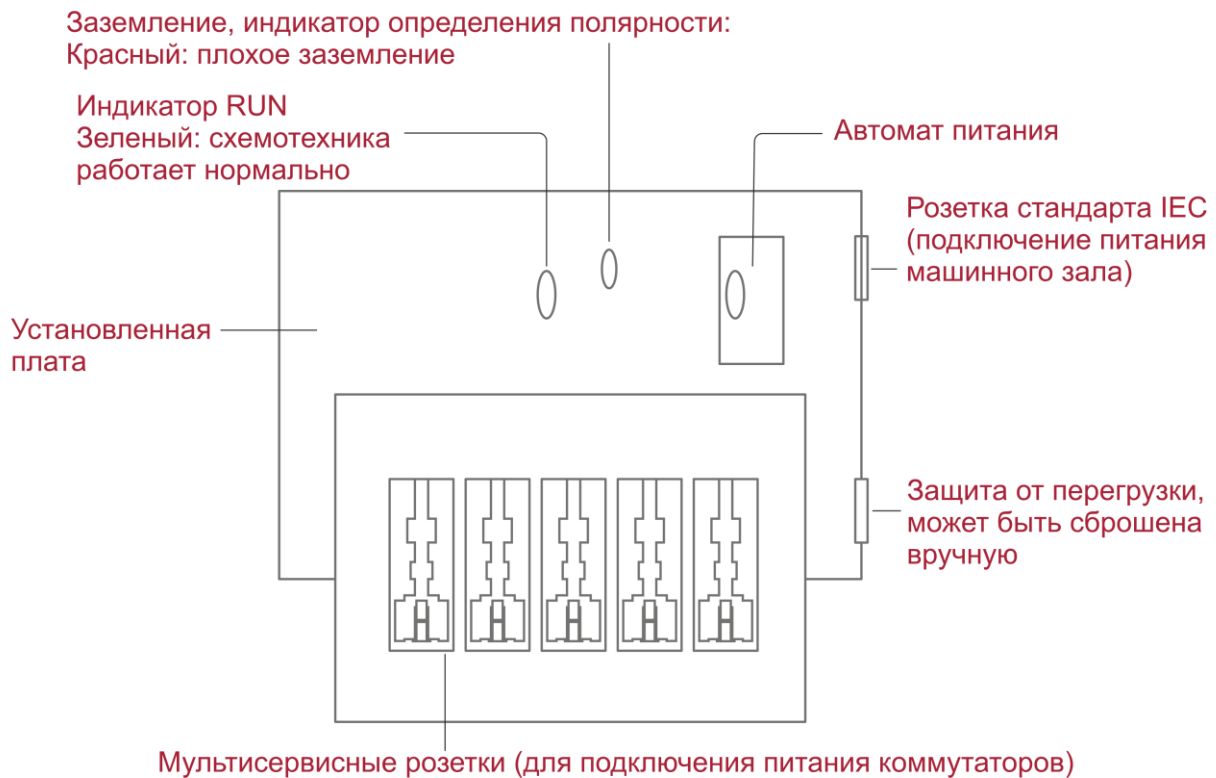 Заземление, индикатор определения полярности:
Красный: плохое заземление
Индикатор RUN
Зеленый: схемотехника
работает нормально
Автомат питания
Розетка стандарта IEC
(подключение питания
машинного зала)
Установленная
плата
Защита от перегрузки,
может быть сброшена
вручную
Мультисервисные розетки (для подключения питания коммутаторов)